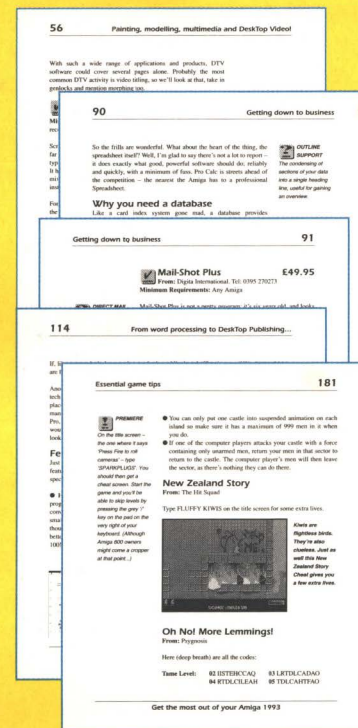 56 Painting, modelling, multimedia and DeskTop Video!
With such a wide range of applications and products, DTV
software could cover several pages alone. Probably the most
common DTV activity is video titling, so we'll look at that, take in
genlocks and mention morphing too.
90 Getting down to business
So the frills are wonderful. What about the heart of the thing, the
spreadsheet itself? Well, I'm glad to say there's not a lot to report –
it does exactly what good, powerful software should do; reliably
and quickly, with a minimum of fuss. Pro Calc is streets ahead of
the competition – the nearest the Amiga has to a professional
Spreadsheet.
OUTLINE
SUPPORT
The condensing of
sections of your data
into a single heading
line, useful for gaining
an overview.
Why you need a database
Like a card index system gone mad, a database provides
Getting down to business 91
Mail-Shot Plus £49.95
From: Digita International. Tel: 0395 270273
Minimum Requirements: Any Amiga
Mail-Shot Plus is not a pretty program, it's six years old, and looks
114 From word processing to DeskTop Publishing...
Essential game tips 181
PREMIERE
On the title screen –
the one where it says
'Press Fire to roll
cameras' – type
'SPARKPLUGS'. You
should then get a
cheat screen. Start the
game and you'll be
able to skip levels by
pressing the grey '/'
key on the pad on the
very right of your
keyboard. (Although
Amiga 600 owners
might come a cropper
at that point...)
● You can only put one castle into suspended animation on each
island so make sure it has a maximum of 999 men in it when
you do.
● If one of the computer players attacks your castle with a force
containing only unarmed men, return your men in that sector to
return to the castle. The computer player's men will then leave
the sector, as there's nothing they can do there.
New Zealand Story
From: The Hit Squad
Type FLUFFY KIWIS on the title screen for some extra lives.
Kiwis are
flightless birds.
They're also
clueless. Just as
well this New
Zealand Story
Cheat gives you
a few extra lives.
Oh No! More Lemmings!
From: Psygnosis
Here (deep breath) are all the codes:
Tame Level: 02 IISTEHCCAQ 03 LRTDLCADAO
04 RTDLCILEAH 05 TDLCAHTFAO
Get the most out of your Amiga 1993